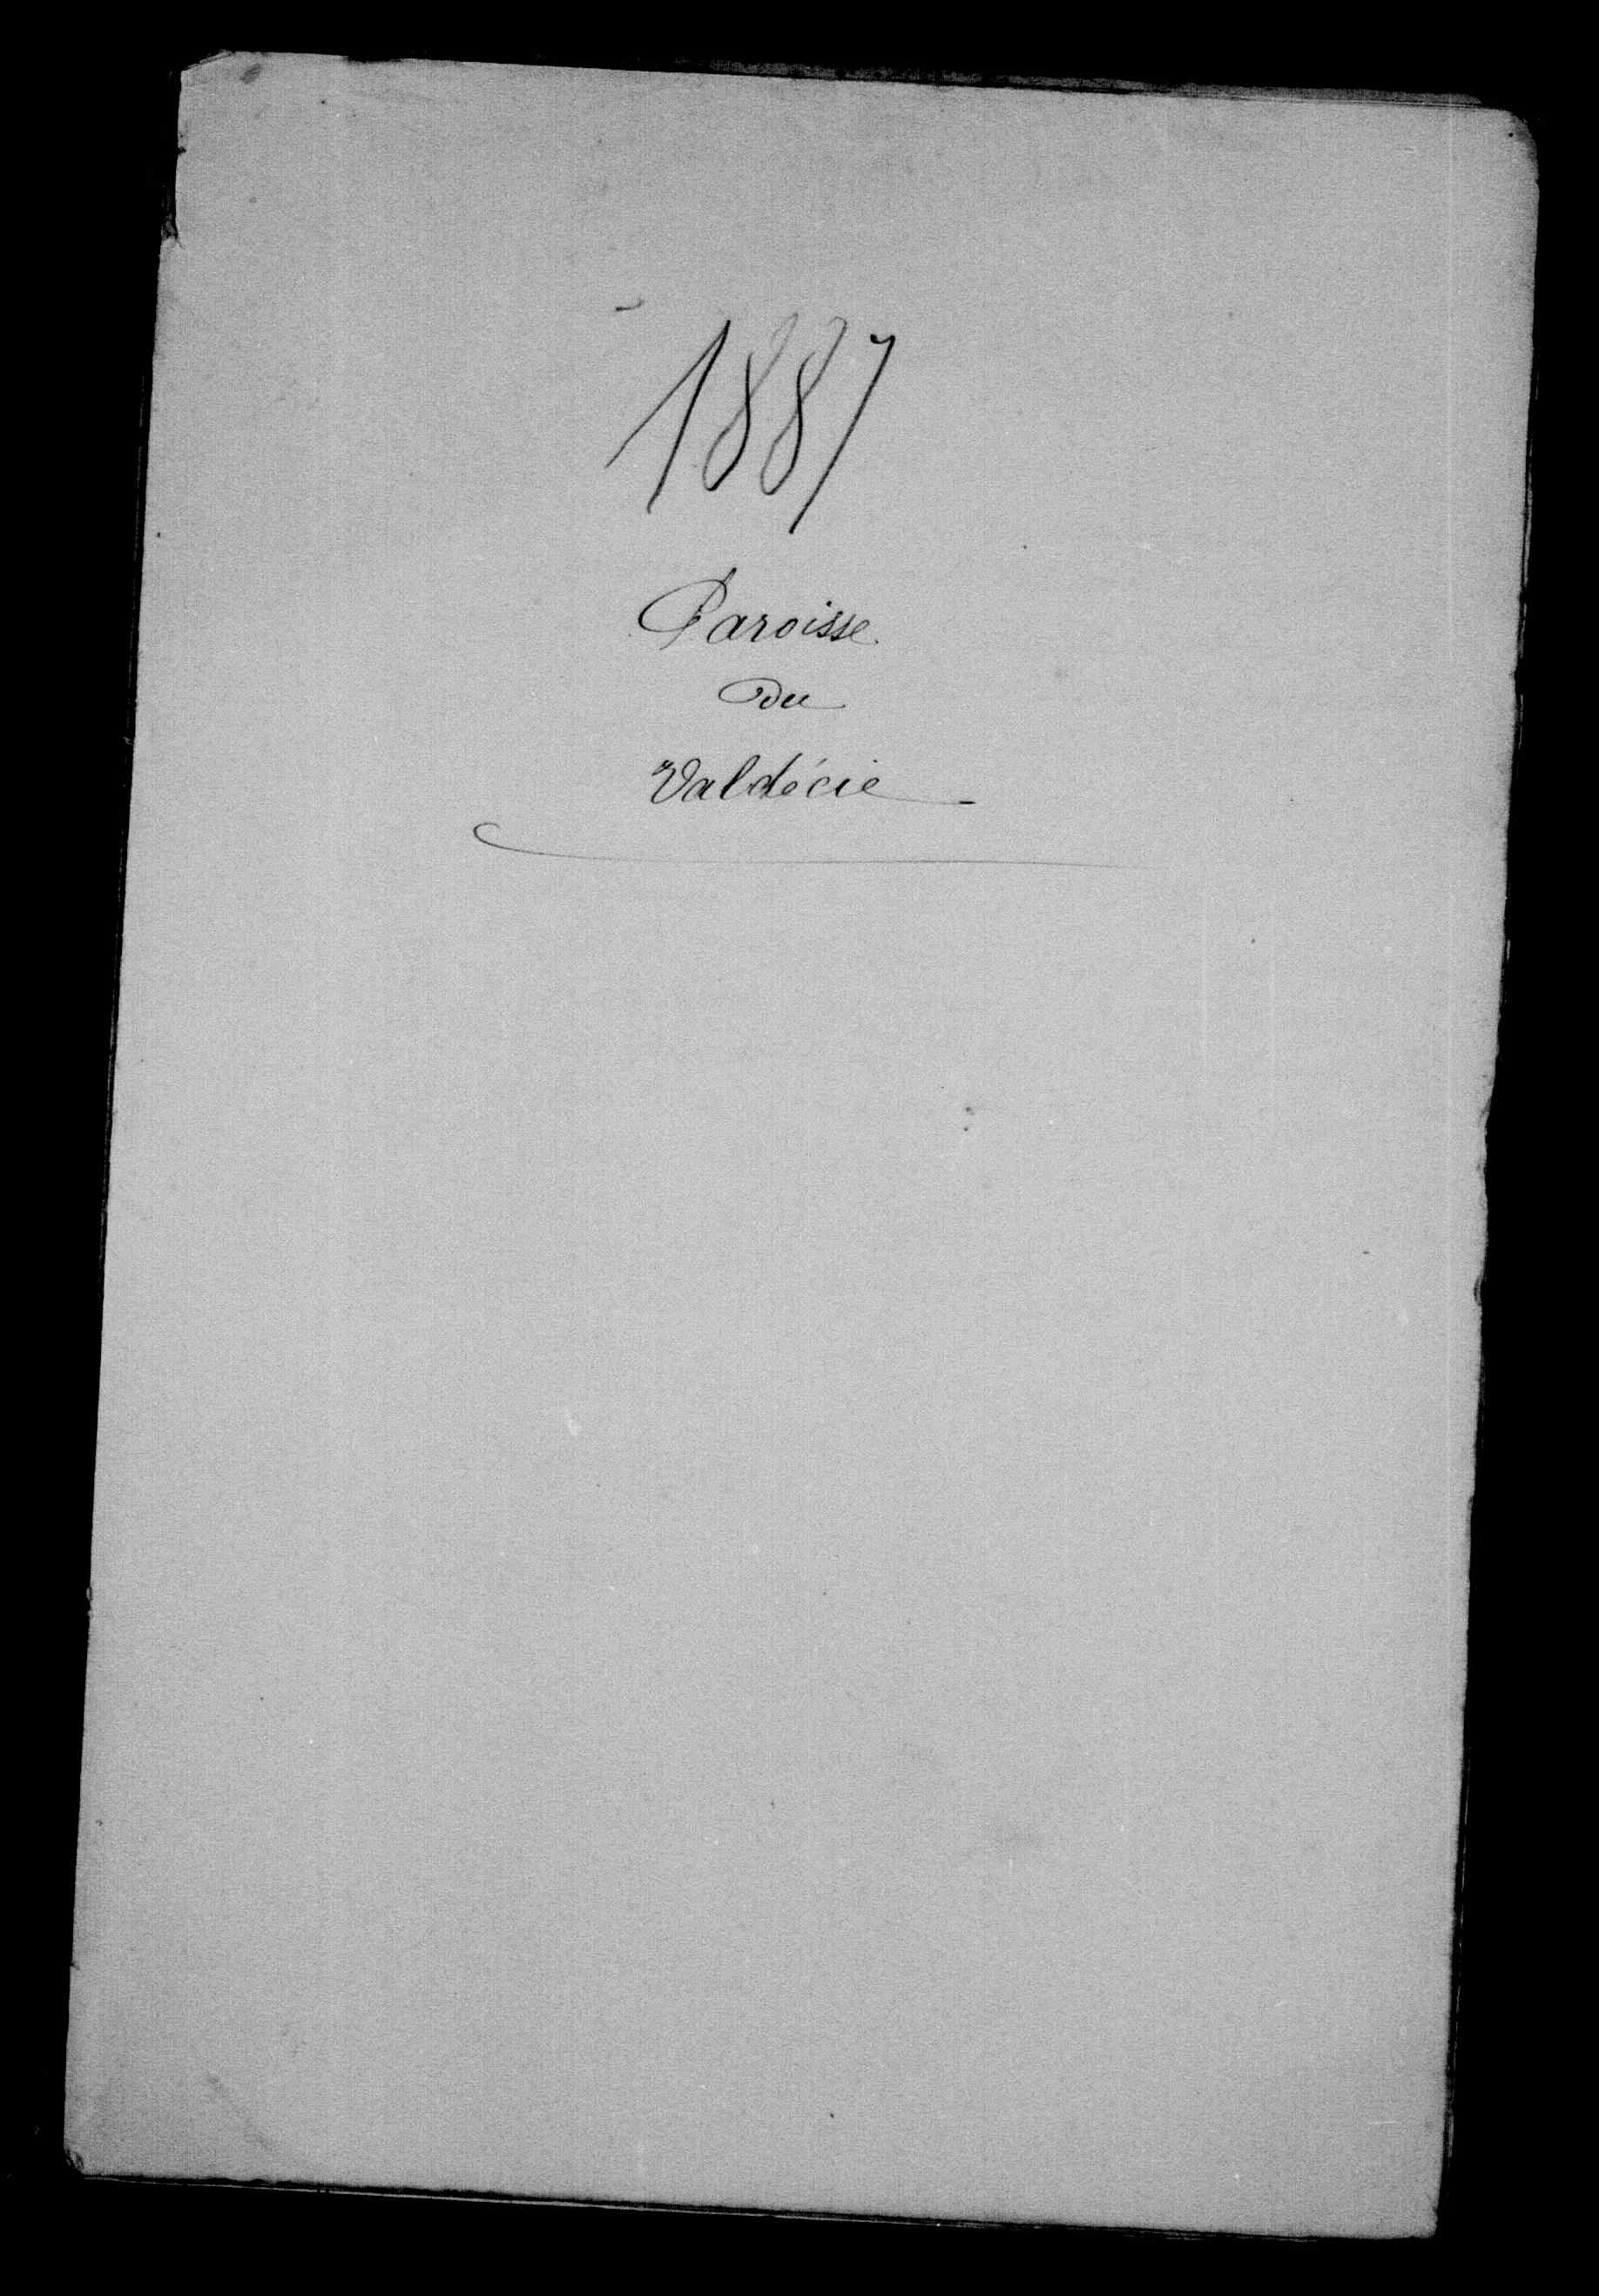 1887
Paroisse
du
Valdécie